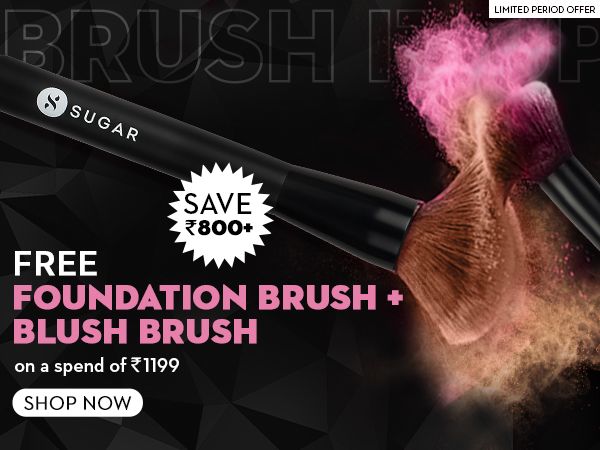 LIMITED PERIOD OFFER
BRUSH IT UP
SUGAR
SAVE
₹800+
FREE
FOUNDATION BRUSH +
BLUSH BRUSH
on a spend of ₹1199
SHOP NOW